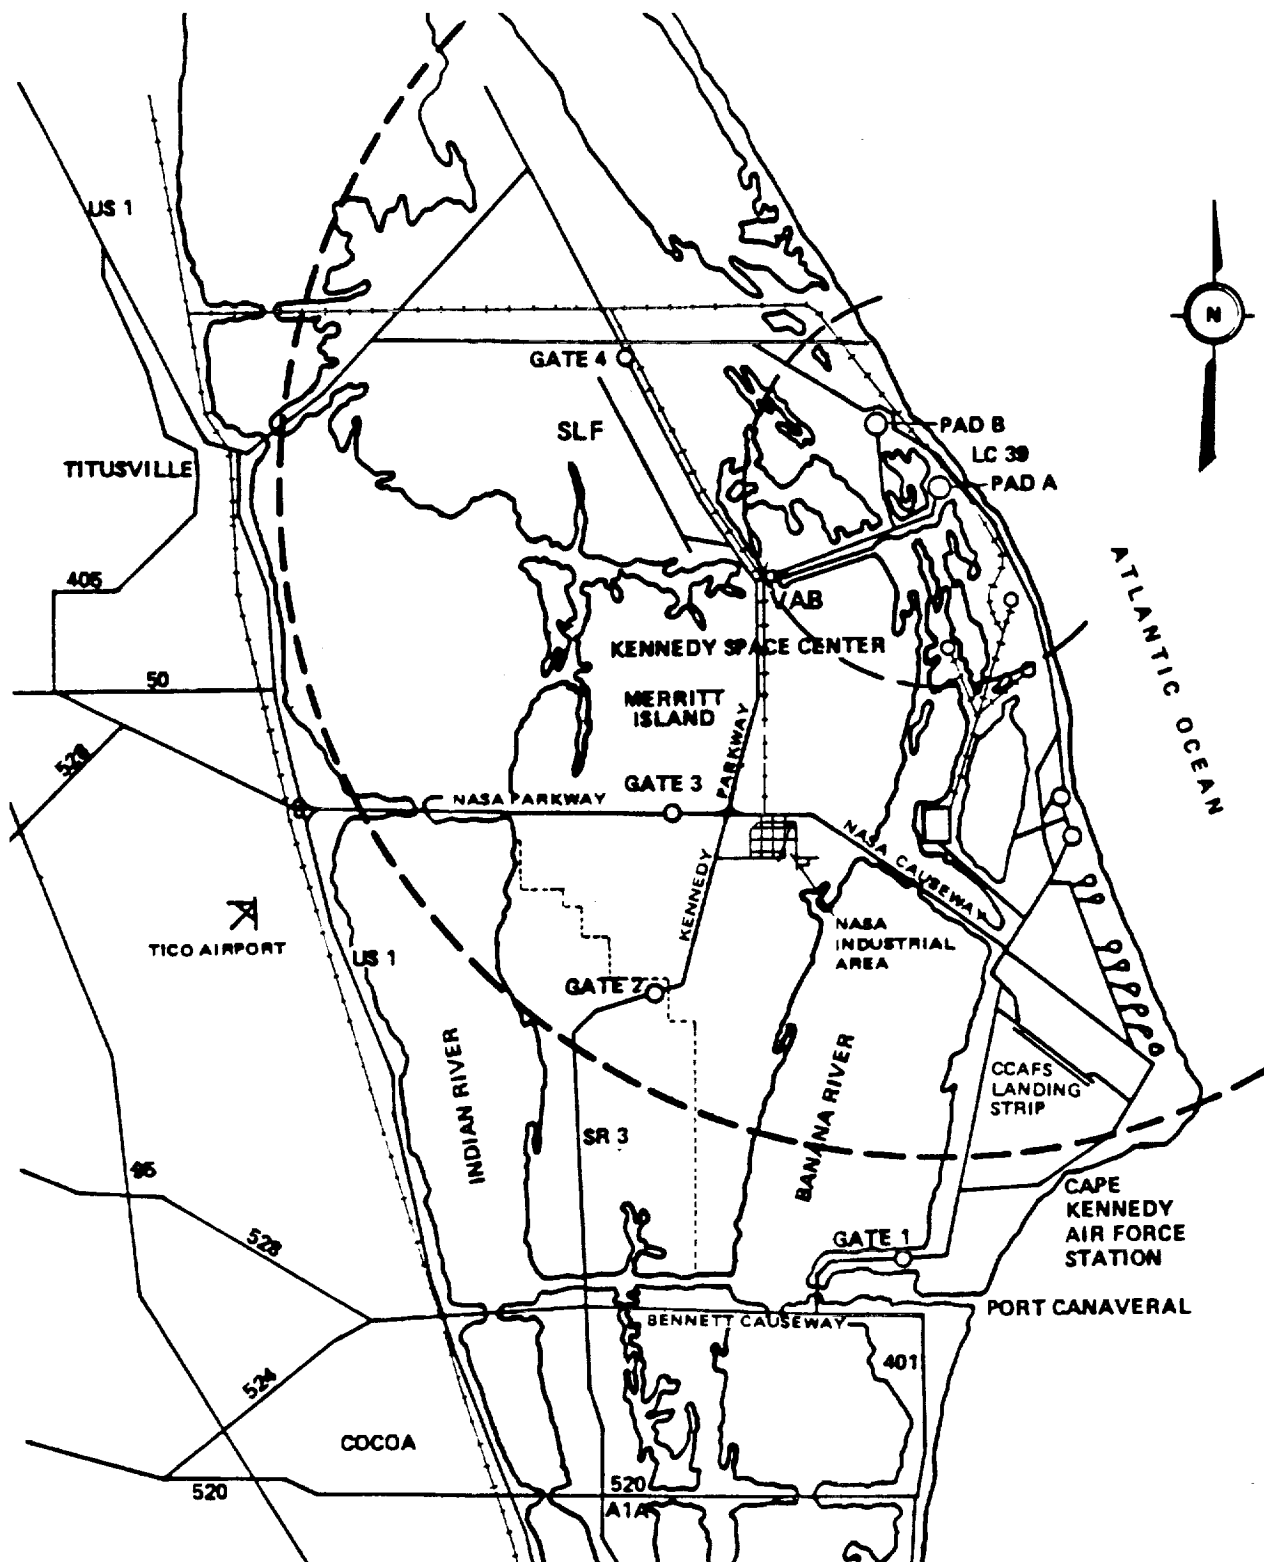 US 1
N
GATE 4
SLF
PAD B
LC 39
PAD A
TITUSVILLE
405
VAB
ATLANTIC OCEAN
KENNEDY SPACE CENTER
50
MERRITT
ISLAND
PARKWAY
GATE 3
NASA PARKWAY
NASA CAUSEWAY
KENNEDY
TICO AIRPORT
US 1
NASA
INDUSTRIAL
AREA
GATE 2
INDIAN RIVER
BANANA RIVER
CCAFS
LANDING
STRIP
SR 3
95
CAPE
KENNEDY
AIR FORCE
STATION
528
GATE 1
PORT CANAVERAL
BENNETT CAUSEWAY
401
524
COCOA
520
520
A1A